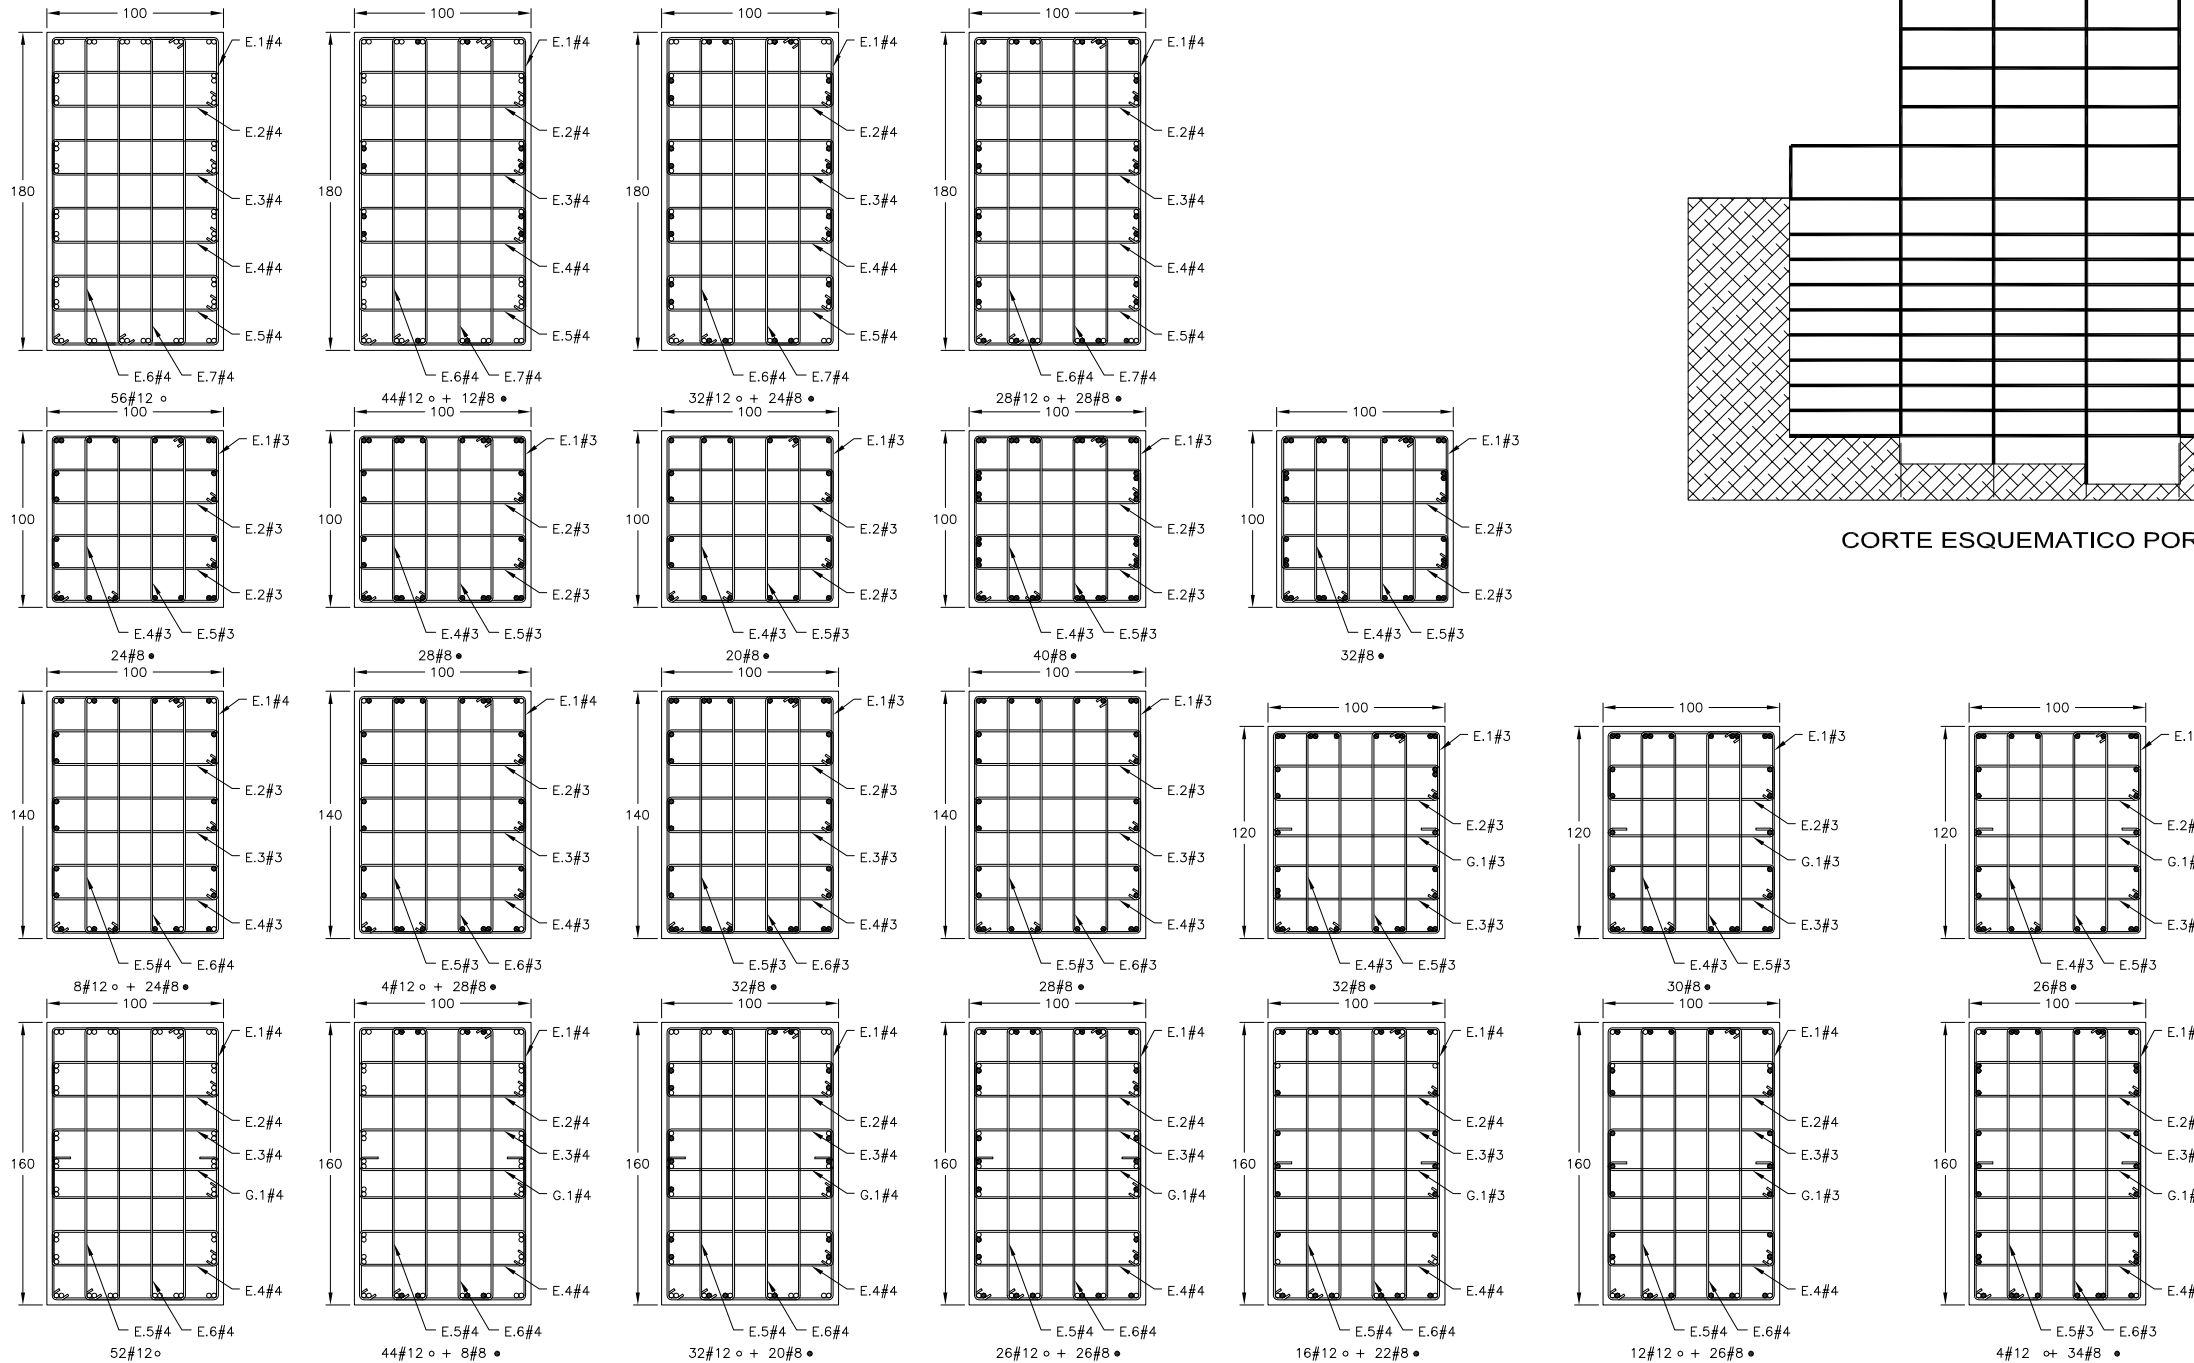 100
180
E.1#4
E.2#4
E.3#4
E.4#4
E.5#4
E.6#4
E.7#4
56#12
100
180
E.1#4
E.2#4
E.3#4
E.4#4
E.5#4
E.6#4
E.7#4
44#12 + 12#8
100
180
E.1#4
E.2#4
E.3#4
E.4#4
E.5#4
E.6#4
E.7#4
32#12 + 24#8
100
180
E.1#4
E.2#4
E.3#4
E.4#4
E.5#4
E.6#4
E.7#4
28#12 + 28#8
CORTE ESQUEMATICO POR
100
100
E.1#3
E.2#3
E.2#3
E.4#3
E.5#3
24#8
100
100
E.1#3
E.2#3
E.2#3
E.4#3
E.5#3
28#8
100
100
E.1#3
E.2#3
E.2#3
E.4#3
E.5#3
20#8
100
100
E.1#3
E.2#3
E.2#3
E.4#3
E.5#3
40#8
100
100
E.1#3
E.2#3
E.2#3
E.4#3
E.5#3
32#8
100
140
E.1#4
E.2#3
E.3#3
E.4#3
E.5#4
E.6#4
8#12 + 24#8
100
140
E.1#4
E.2#3
E.3#3
E.4#3
E.5#3
E.6#3
4#12 + 28#8
100
140
E.1#3
E.2#3
E.3#3
E.4#3
E.5#3
E.6#3
32#8
100
140
E.1#3
E.2#3
E.3#3
E.4#3
E.5#3
E.6#3
28#8
100
120
E.1#3
E.2#3
G.1#3
E.3#3
E.4#3
E.5#3
32#8
100
120
E.1#3
E.2#3
G.1#3
E.3#3
E.4#3
E.5#3
30#8
100
120
E.1
E.2#
G.1#
E.3#
E.4#3
E.5#3
26#8
100
160
E.1#4
E.2#4
E.3#4
G.1#4
E.4#4
E.5#4
E.6#4
52#12
100
160
E.1#4
E.2#4
E.3#4
G.1#4
E.4#4
E.5#4
E.6#4
44#12 + 8#8
100
160
E.1#4
E.2#4
E.3#4
G.1#4
E.4#4
E.5#4
E.6#4
32#12 + 20#8
100
160
E.1#4
E.2#4
E.3#4
G.1#4
E.4#4
E.5#4
E.6#4
26#12 + 26#8
100
160
E.1#4
E.2#4
E.3#3
G.1#3
E.4#4
E.5#4
E.6#4
16#12 + 22#8
100
160
E.1#4
E.2#4
E.3#3
G.1#3
E.4#4
E.5#4
E.6#4
12#12 + 26#8
100
160
E.1#
E.2#
E.3#
G.1#
E.4#
E.5#3
E.6#3
4#12 + 34#8